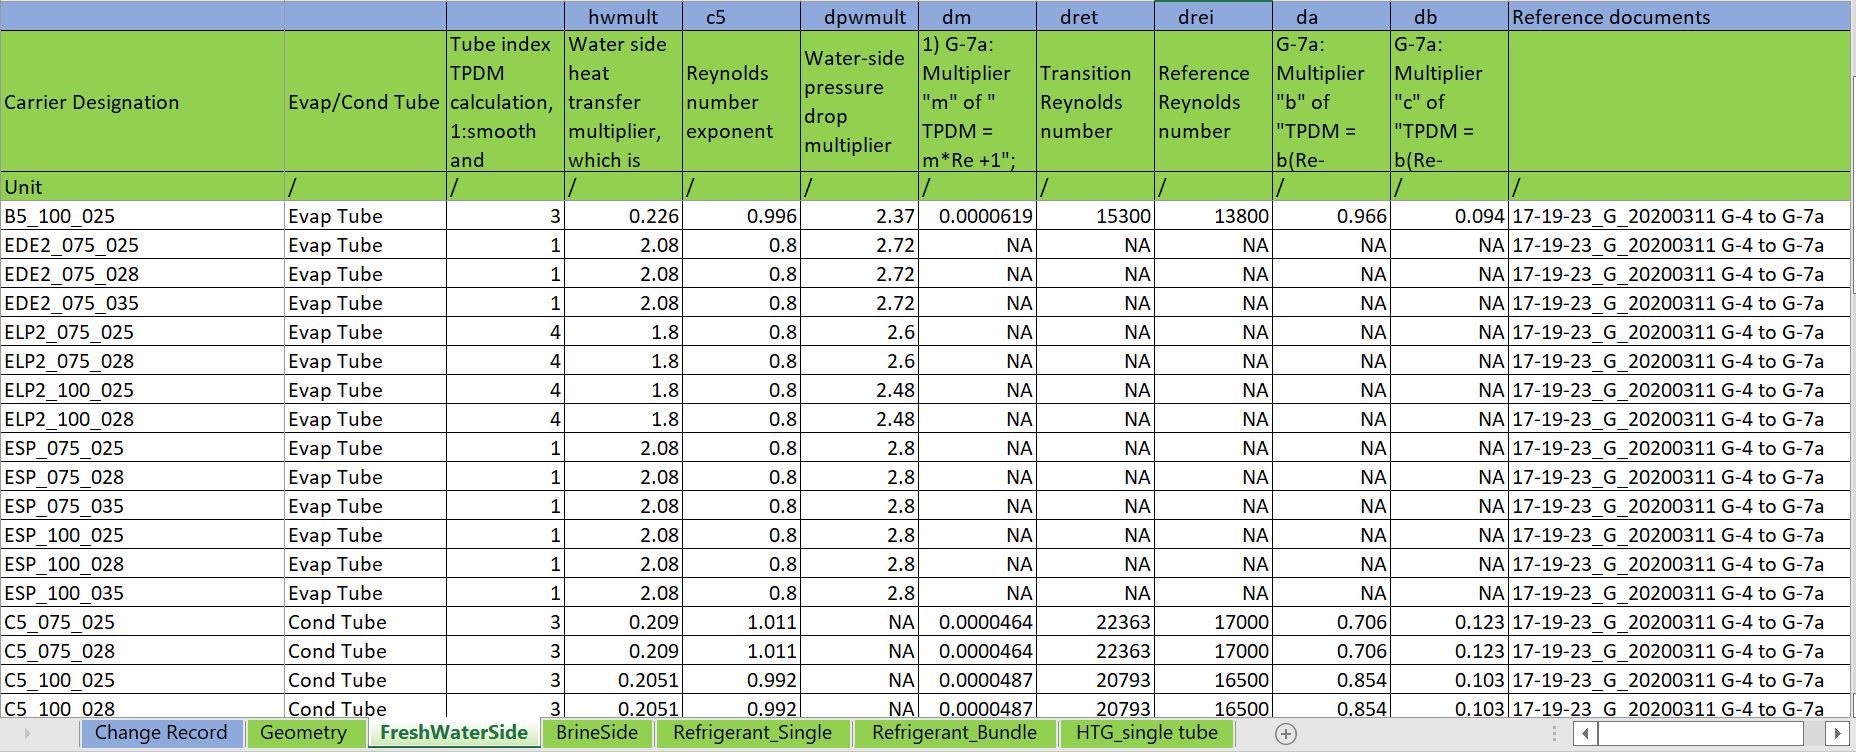 hwmult c5 dpwmult dm dret drei da db Reference documents
Carrier Designation Evap/Cond Tube Tube index TPDM calculation, 1:smooth and Water side heat transfer multiplier, which is Reynolds number exponent Water-side pressure drop multiplier 1) G-7a: Multiplier "m" of " TPDM = m*Re +1"; Transition Reynolds number Reference Reynolds number G-7a: Multiplier "b" of "TPDM = b(Re- G-7a: Multiplier "c" of "TPDM = b(Re-
Unit / / / / / / / / / / /
B5_100_025 Evap Tube 3 0.226 0.996 2.37 0.0000619 15300 13800 0.966 0.094 17-19-23_G_20200311 G-4 to G-7a
EDE2_075_025 Evap Tube 1 2.08 0.8 2.72 NA NA NA NA NA 17-19-23_G_20200311 G-4 to G-7a
EDE2_075_028 Evap Tube 1 2.08 0.8 2.72 NA NA NA NA NA 17-19-23_G_20200311 G-4 to G-7a
EDE2_075_035 Evap Tube 1 2.08 0.8 2.72 NA NA NA NA NA 17-19-23_G_20200311 G-4 to G-7a
ELP2_075_025 Evap Tube 4 1.8 0.8 2.6 NA NA NA NA NA 17-19-23_G_20200311 G-4 to G-7a
ELP2_075_028 Evap Tube 4 1.8 0.8 2.6 NA NA NA NA NA 17-19-23_G_20200311 G-4 to G-7a
ELP2_100_025 Evap Tube 4 1.8 0.8 2.48 NA NA NA NA NA 17-19-23_G_20200311 G-4 to G-7a
ELP2_100_028 Evap Tube 4 1.8 0.8 2.48 NA NA NA NA NA 17-19-23_G_20200311 G-4 to G-7a
ESP_075_025 Evap Tube 1 2.08 0.8 2.8 NA NA NA NA NA 17-19-23_G_20200311 G-4 to G-7a
ESP_075_028 Evap Tube 1 2.08 0.8 2.8 NA NA NA NA NA 17-19-23_G_20200311 G-4 to G-7a
ESP_075_035 Evap Tube 1 2.08 0.8 2.8 NA NA NA NA NA 17-19-23_G_20200311 G-4 to G-7a
ESP_100_025 Evap Tube 1 2.08 0.8 2.8 NA NA NA NA NA 17-19-23_G_20200311 G-4 to G-7a
ESP_100_028 Evap Tube 1 2.08 0.8 2.8 NA NA NA NA NA 17-19-23_G_20200311 G-4 to G-7a
ESP_100_035 Evap Tube 1 2.08 0.8 2.8 NA NA NA NA NA 17-19-23_G_20200311 G-4 to G-7a
C5_075_025 Cond Tube 3 0.209 1.011 NA 0.0000464 22363 17000 0.706 0.123 17-19-23_G_20200311 G-4 to G-7a
C5_075_028 Cond Tube 3 0.209 1.011 NA 0.0000464 22363 17000 0.706 0.123 17-19-23_G_20200311 G-4 to G-7a
C5_100_025 Cond Tube 3 0.2051 0.992 NA 0.0000487 20793 16500 0.854 0.103 17-19-23_G_20200311 G-4 to G-7a
C5_100_028 Cond Tube 3 0.2051 0.992 NA 0.0000487 20793 16500 0.854 0.103 17-19-23_G_20200311 G-4 to G-7a
Change Record Geometry FreshWaterSide BrineSide Refrigerant_Single Refrigerant_Bundle HTG_single tube